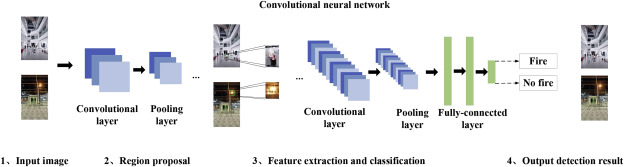 Convolutional neural network
...
...
Fire
No fire
Convolutional
layer
Pooling
layer
Convolutional
layer
Pooling
layer
Fully-connected
layer
1、Input image
2、Region proposal
3、Feature extraction and classification
4、Output detection result